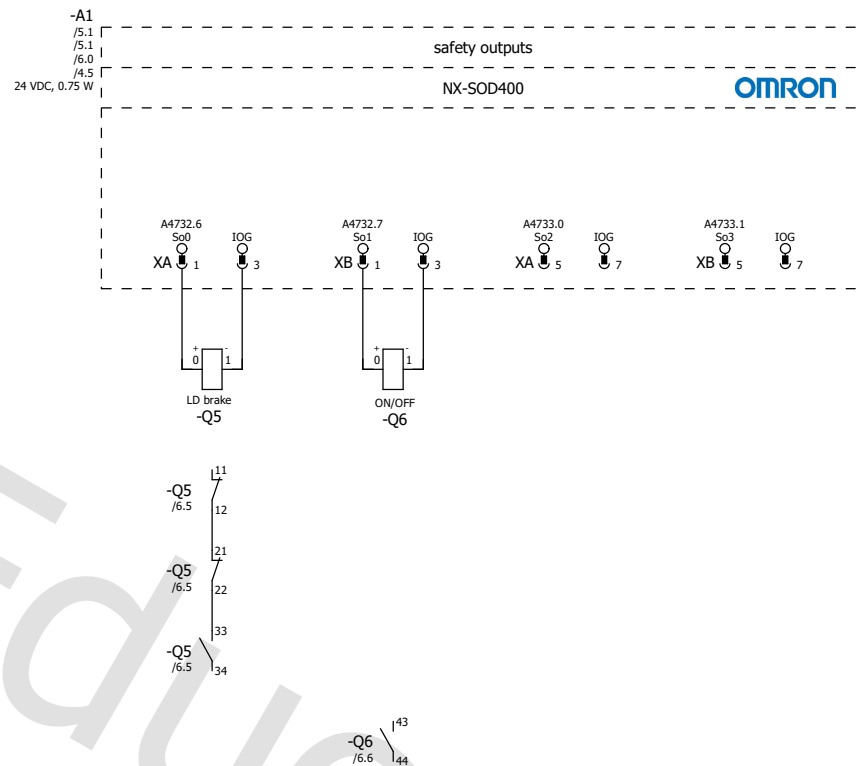 -A1
/5.1
/5.1
/6.0
/4.5
24 VDC, 0.75 W
safety outputs
NX-SOD400
OMRON
A4732.6 A4732.7 A4733.0 A4733.1
So0 IOG So1 IOG So2 IOG So3 IOG
XA 1 3 XB 1 3 XA 5 7 XB 5 7
+ - + -
0 1 0 1
LD brake ON/OFF
-Q5 -Q6
11
-Q5
/6.5
12
21
-Q5
/6.5
22
33
-Q5
/6.5
34
43
-Q6
/6.6
44